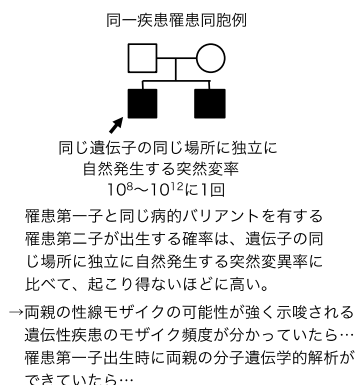 同一疾患罹患同胞例
同じ遺伝子の同じ場所に独立に
自然発生する突然変率
10⁸〜10¹²に1回
罹患第一子と同じ病的バリアントを有する
罹患第二子が出生する確率は、遺伝子の同
じ場所に独立に自然発生する突然変異率に
比べて、起こり得ないほどに高い。
→両親の性線モザイクの可能性が強く示唆される
遺伝性疾患のモザイク頻度が分かっていたら…
罹患第一子出生時に両親の分子遺伝学的解析が
できていたら…